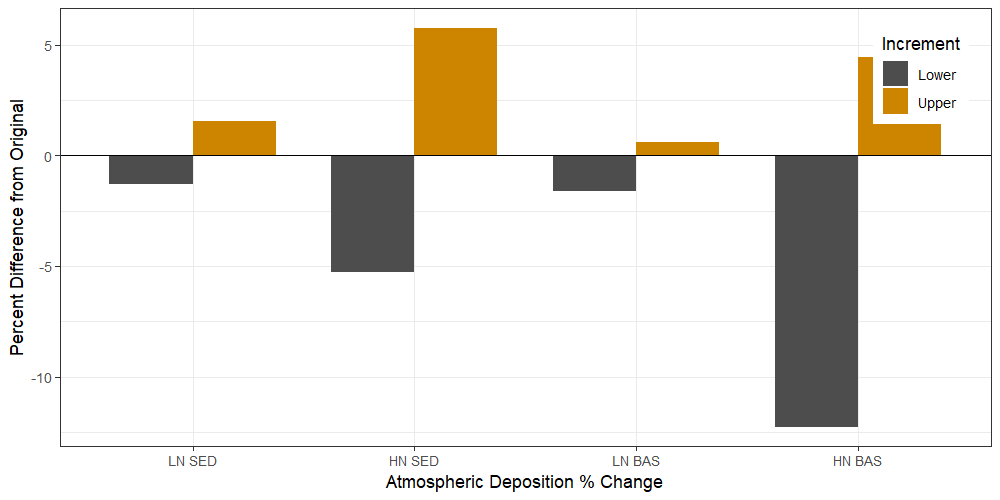 Percent Difference from Original
5
0
-5
-10
Increment
Lower
Upper
LN SED
HN SED
LN BAS
HN BAS
Atmospheric Deposition % Change